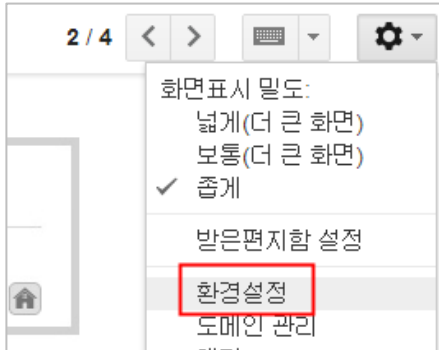 2 / 4
화면표시 밀도:
넓게(더 큰 화면)
보통(더 큰 화면)
좁게
받은편지함 설정
환경설정
도메인 관리